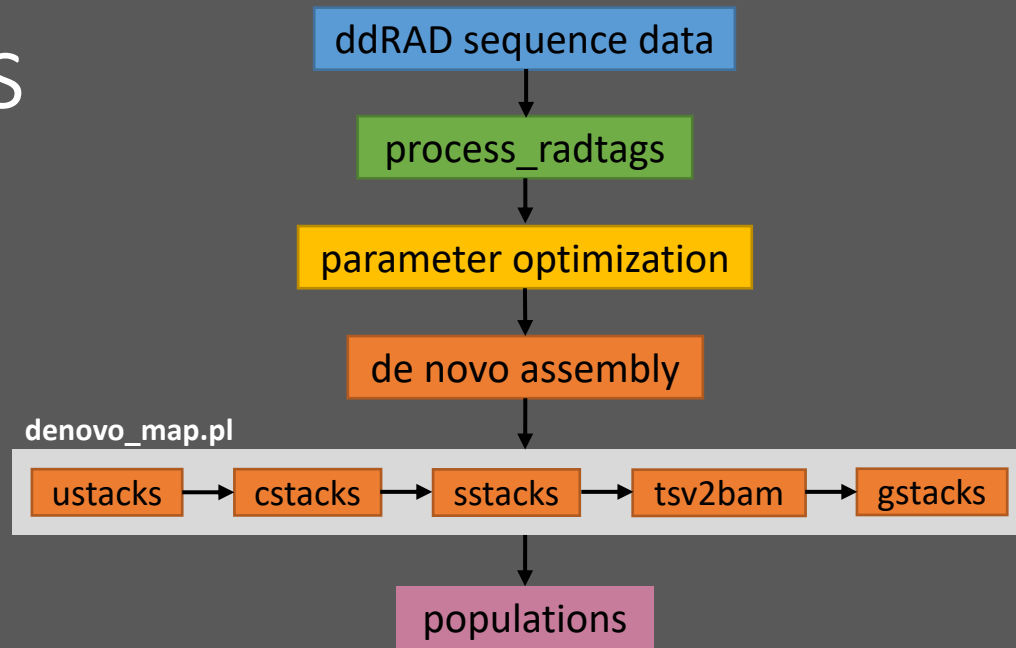 ddRAD sequence data
process_radtags
parameter optimization
de novo assembly
denovo_map.pl
ustacks cstacks sstacks tsv2bam gstacks
populations